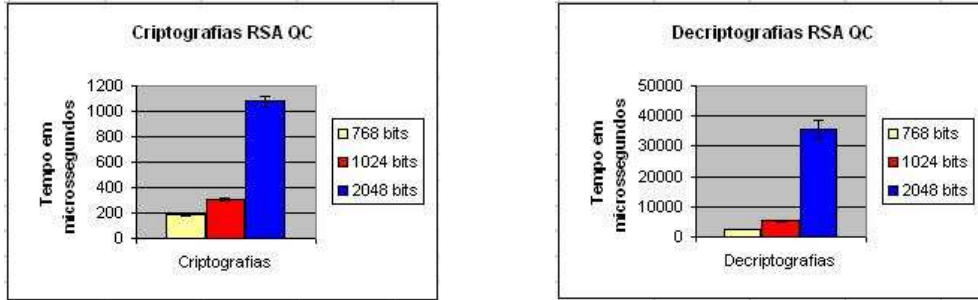 Criptografias RSA QC
Tempo em
microssegundos
1200
1000
800
600
400
200
0
Criptografias
768 bits
1024 bits
2048 bits
Decriptografias RSA QC
Tempo em
microssegundos
50000
40000
30000
20000
10000
0
Decriptografias
768 bits
1024 bits
2048 bits